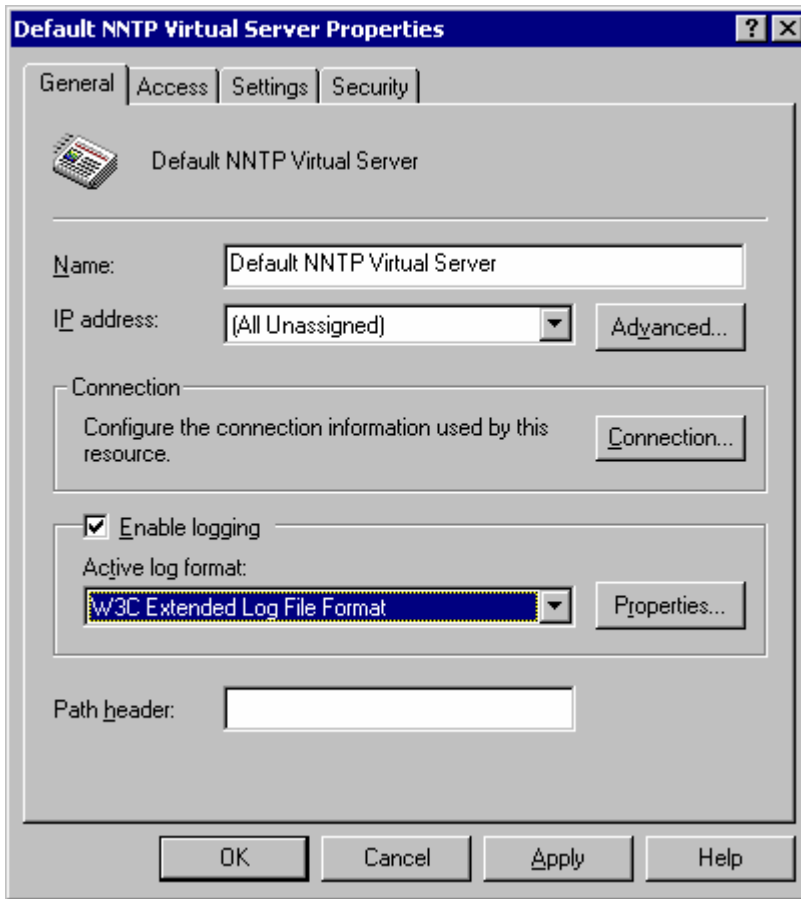 Default NNTP Virtual Server Properties
General Access Settings Security
Default NNTP Virtual Server
Name: Default NNTP Virtual Server
IP address: (All Unassigned) Advanced...
Connection
Configure the connection information used by this
resource.
Connection...
Enable logging
Active log format:
W3C Extended Log File Format Properties...
Path header:
OK Cancel Apply Help